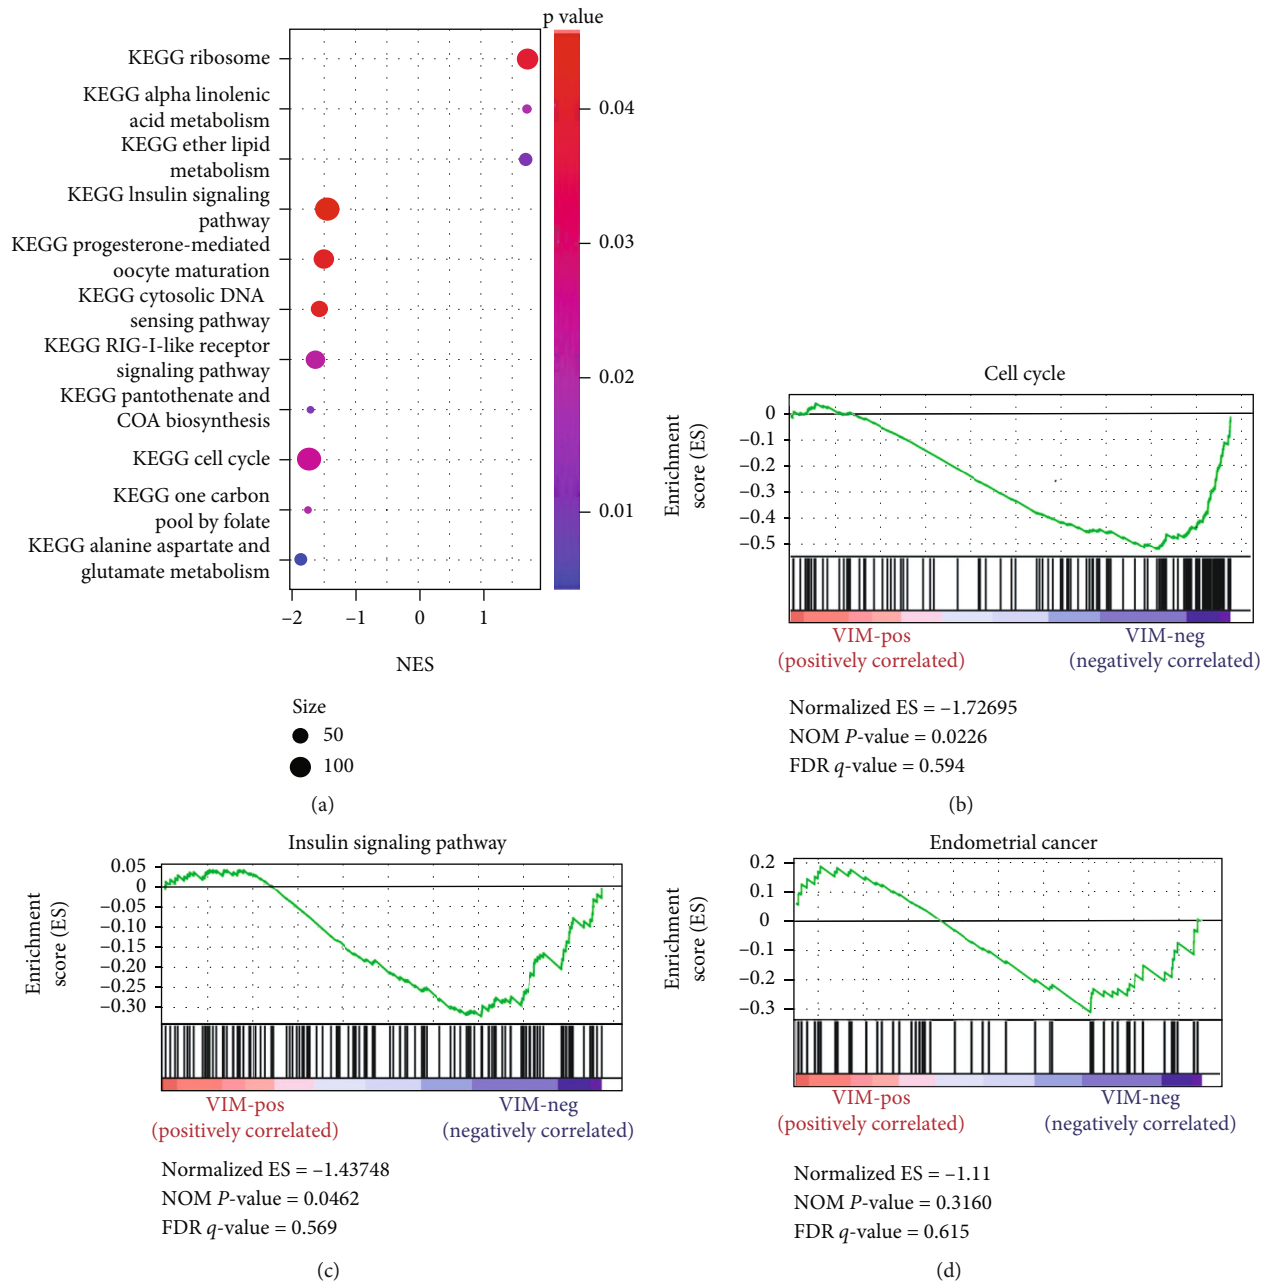 p value
KEGG ribosome
KEGG alpha linolenic
acid metabolism
KEGG ether lipid
metabolism
KEGG lnsulin signaling
pathway
KEGG progesterone-mediated
oocyte maturation
KEGG cytosolic DNA
sensing pathway
KEGG RIG-I-like receptor
signaling pathway
KEGG pantothenate and
COA biosynthesis
KEGG cell cycle
KEGG one carbon
pool by folate
KEGG alanine aspartate and
glutamate metabolism
0.04
0.03
0.02
0.01
–2
–1
0
1
NES
Size
50
100
(a)
Cell cycle
Enrichment
score (ES)
0
–0.1
–0.2
–0.3
–0.4
–0.5
VIM-pos
(positively correlated)
VIM-neg
(negatively correlated)
Normalized ES = –1.72695
NOM P-value = 0.0226
FDR q-value = 0.594
(b)
Insulin signaling pathway
Enrichment
score (ES)
0.05
0
–0.05
–0.10
–0.15
–0.20
–0.25
–0.30
VIM-pos
(positively correlated)
VIM-neg
(negatively correlated)
Normalized ES = –1.43748
NOM P-value = 0.0462
FDR q-value = 0.569
(c)
Endometrial cancer
Enrichment
score (ES)
0.2
0.1
0
–0.1
–0.2
–0.3
VIM-pos
(positively correlated)
VIM-neg
(negatively correlated)
Normalized ES = –1.11
NOM P-value = 0.3160
FDR q-value = 0.615
(d)